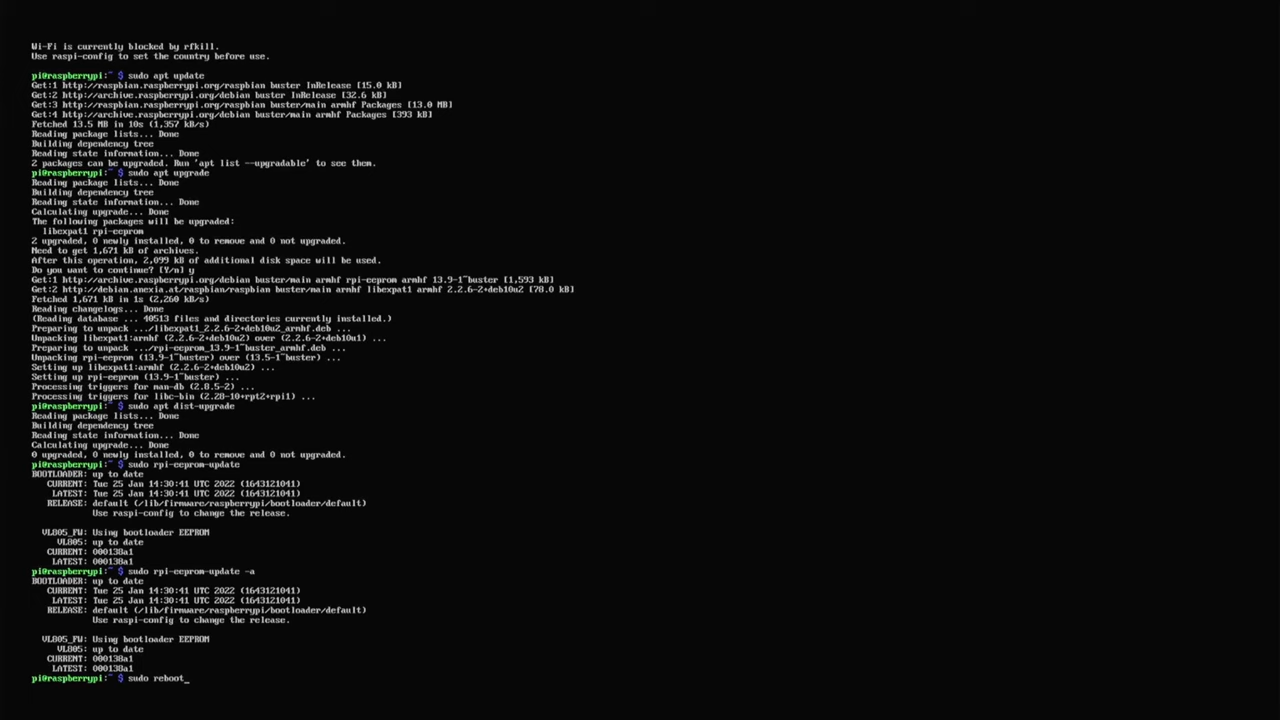 Wi-Fi is currently blocked by rfkill.
Use raspi-config to set the country before use.
pi@raspberrypi:~ $ sudo apt update
Get:1 http://raspbian.raspberrypi.org/raspbian buster InRelease [15.0 kB]
Get:2 http://archive.raspberrypi.org/debian buster InRelease [32.6 kB]
Get:3 http://raspbian.raspberrypi.org/raspbian buster/main armhf Packages [13.0 MB]
Get:4 http://archive.raspberrypi.org/debian buster/main armhf Packages [393 kB]
Fetched 13.5 MB in 10s (1,357 kB/s)
Reading package lists... Done
Building dependency tree
Reading state information... Done
2 packages can be upgraded. Run 'apt list --upgradable' to see them.
pi@raspberrypi:~ $ sudo apt upgrade
Reading package lists... Done
Building dependency tree
Reading state information... Done
Calculating upgrade... Done
The following packages will be upgraded:
libexpat1 rpi-eeprom
2 upgraded, 0 newly installed, 0 to remove and 0 not upgraded.
Need to get 1,671 kB of archives.
After this operation, 2,099 kB of additional disk space will be used.
Do you want to continue? [Y/n] y
Get:1 http://archive.raspberrypi.org/debian buster/main armhf rpi-eeprom armhf 13.9-1~buster [1,593 kB]
Get:2 http://debian.anexia.at/raspbian/raspbian buster/main armhf libexpat1 armhf 2.2.6-2+deb10u2 [78.0 kB]
Fetched 1,671 kB in 1s (2,260 kB/s)
Reading changelogs... Done
(Reading database ... 40513 files and directories currently installed.)
Preparing to unpack .../libexpat1_2.2.6-2+deb10u2_armhf.deb ...
Unpacking libexpat1:armhf (2.2.6-2+deb10u2) over (2.2.6-2+deb10u1) ...
Preparing to unpack .../rpi-eeprom_13.9-1~buster_armhf.deb ...
Unpacking rpi-eeprom (13.9-1~buster) over (13.5-1~buster) ...
Setting up libexpat1:armhf (2.2.6-2+deb10u2) ...
Setting up rpi-eeprom (13.9-1~buster) ...
Processing triggers for man-db (2.8.5-2) ...
Processing triggers for libc-bin (2.28-10+rpt2+rpi1) ...
pi@raspberrypi:~ $ sudo apt dist-upgrade
Reading package lists... Done
Building dependency tree
Reading state information... Done
Calculating upgrade... Done
0 upgraded, 0 newly installed, 0 to remove and 0 not upgraded.
pi@raspberrypi:~ $ sudo rpi-eeprom-update
BOOTLOADER: up to date
CURRENT: Tue 25 Jan 14:30:41 UTC 2022 (1643121041)
LATEST: Tue 25 Jan 14:30:41 UTC 2022 (1643121041)
RELEASE: default (/lib/firmware/raspberrypi/bootloader/default)
Use raspi-config to change the release.
VL805_FW: Using bootloader EEPROM
VL805: up to date
CURRENT: 000138a1
LATEST: 000138a1
pi@raspberrypi:~ $ sudo rpi-eeprom-update -a
BOOTLOADER: up to date
CURRENT: Tue 25 Jan 14:30:41 UTC 2022 (1643121041)
LATEST: Tue 25 Jan 14:30:41 UTC 2022 (1643121041)
RELEASE: default (/lib/firmware/raspberrypi/bootloader/default)
Use raspi-config to change the release.
VL805_FW: Using bootloader EEPROM
VL805: up to date
CURRENT: 000138a1
LATEST: 000138a1
pi@raspberrypi:~ $ sudo reboot_